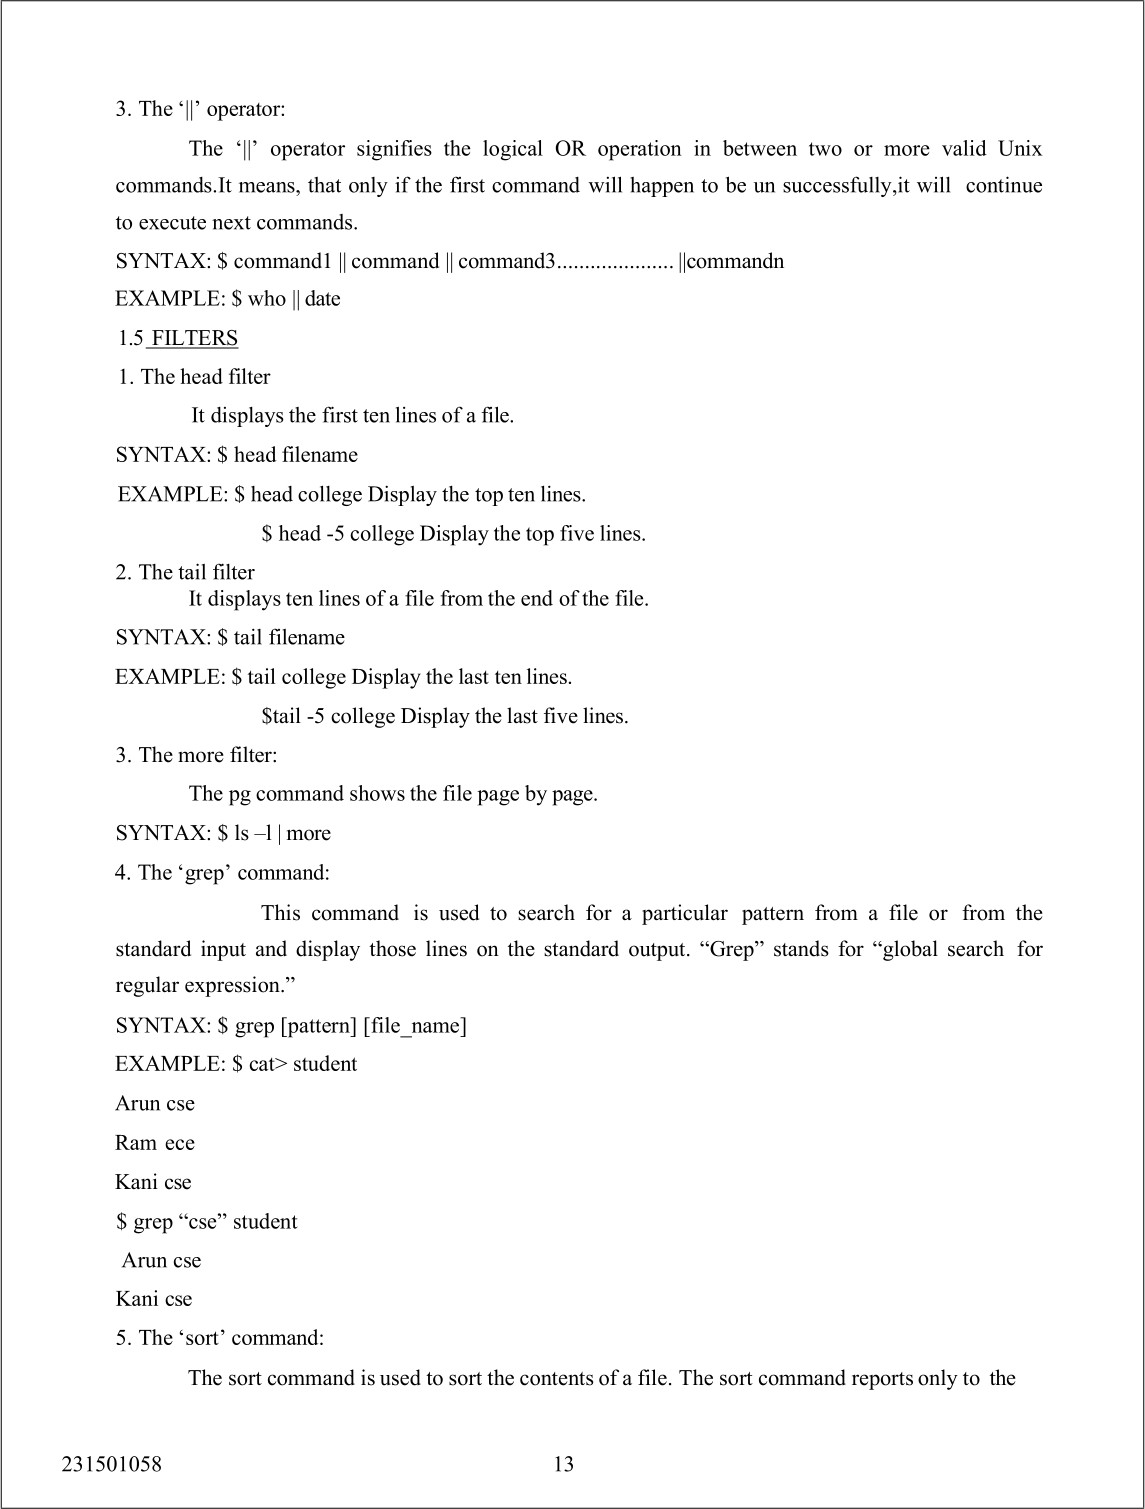 3. The ‘||’ operator:
The ‘||’ operator signifies the logical OR operation in between two or more valid Unix
commands.It means, that only if the first command will happen to be un successfully,it will continue
to execute next commands.
SYNTAX: $ command1 || command || command3..................... ||commandn
EXAMPLE: $ who || date
1.5 FILTERS
1. The head filter
It displays the first ten lines of a file.
SYNTAX: $ head filename
EXAMPLE: $ head college Display the top ten lines.
$ head -5 college Display the top five lines.
2. The tail filter
It displays ten lines of a file from the end of the file.
SYNTAX: $ tail filename
EXAMPLE: $ tail college Display the last ten lines.
$tail -5 college Display the last five lines.
3. The more filter:
The pg command shows the file page by page.
SYNTAX: $ ls –l | more
4. The ‘grep’ command:
This command is used to search for a particular pattern from a file or from the
standard input and display those lines on the standard output. “Grep” stands for “global search for
regular expression.”
SYNTAX: $ grep [pattern] [file_name]
EXAMPLE: $ cat> student
Arun cse
Ram ece
Kani cse
$ grep “cse” student
Arun cse
Kani cse
5. The ‘sort’ command:
The sort command is used to sort the contents of a file. The sort command reports only to the
231501058 13